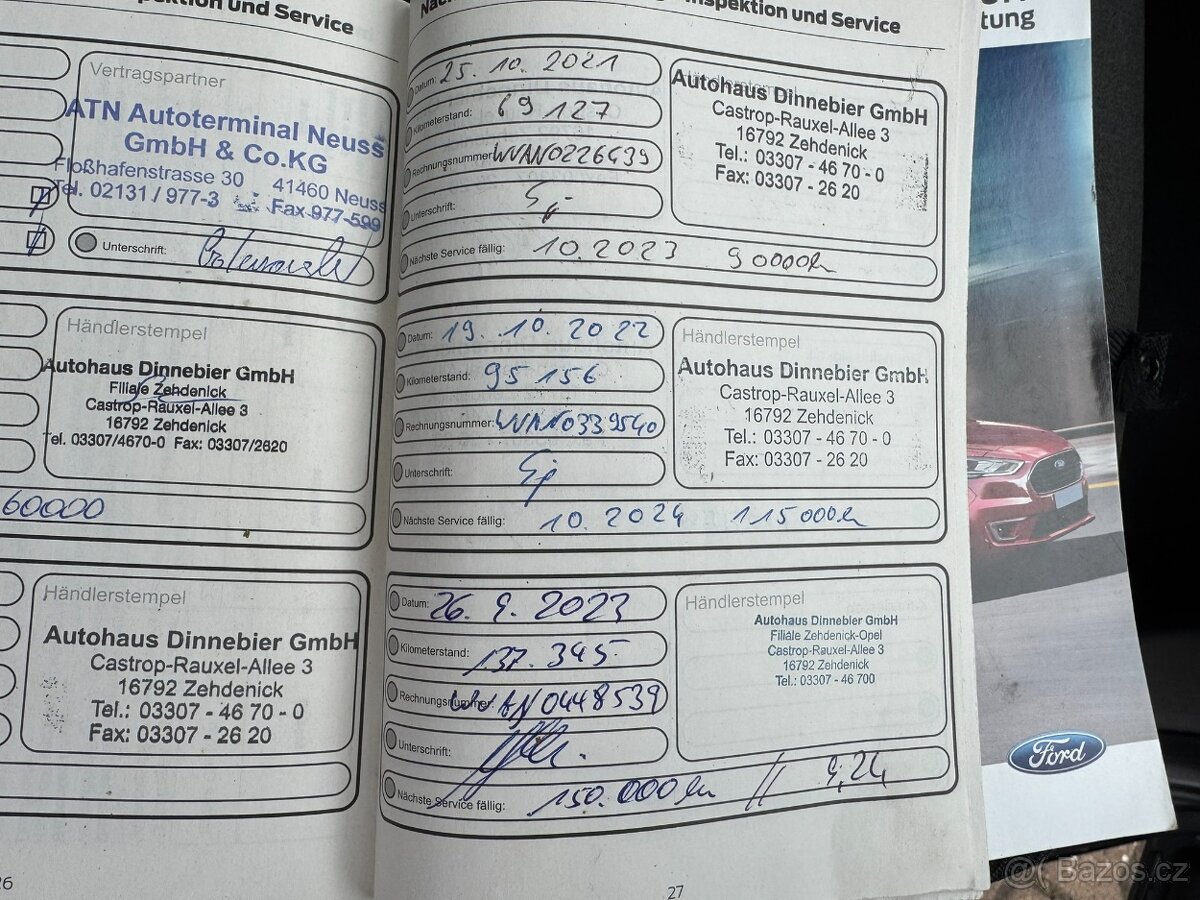 spektion und Service
Vertragspartner
ATN Autoterminal Neuss
GmbH & Co.KG
Floßhafenstrasse 30 41460 Neuss
Tel. 02131 / 977-3 Fax 977-599
Unterschrift:
Händlerstempel
Autohaus Dinnebier GmbH
Filiale Zehdenick
Castrop-Rauxel-Allee 3
16792 Zehdenick
Tel. 03307/4670-0 Fax: 03307/2620
60000
Händlerstempel
Autohaus Dinnebier GmbH
Castrop-Rauxel-Allee 3
16792 Zehdenick
Tel.: 03307 - 46 70 - 0
Fax: 03307 - 26 20
26
Inspektion und Service
Datum: 25. 10. 2021
Kilometerstand: 69 127
Rechnungsnummer: WVAN0226439
Unterschrift:
Nächste Service fällig: 10. 2023 90000km
Händlerstempel
Autohaus Dinnebier GmbH
Castrop-Rauxel-Allee 3
16792 Zehdenick
Tel.: 03307 - 46 70 - 0
Fax: 03307 - 26 20
Datum: 19. 10. 2022
Kilometerstand: 95 156
Rechnungsnummer: WVAN0339540
Unterschrift:
Nächste Service fällig: 10. 2024 115000km
Händlerstempel
Autohaus Dinnebier GmbH
Castrop-Rauxel-Allee 3
16792 Zehdenick
Tel.: 03307 - 46 70 - 0
Fax: 03307 - 26 20
Datum: 26. 9. 2023
Kilometerstand: 137.345
Rechnungsnummer: WVAN0448539
Unterschrift:
Nächste Service fällig: 150.000km // 9.24
Händlerstempel
Autohaus Dinnebier GmbH
Filiale Zehdenick-Opel
Castrop-Rauxel-Allee 3
16792 Zehdenick
Tel.: 03307 - 46 700
27
tung
Ford
Bazos.cz